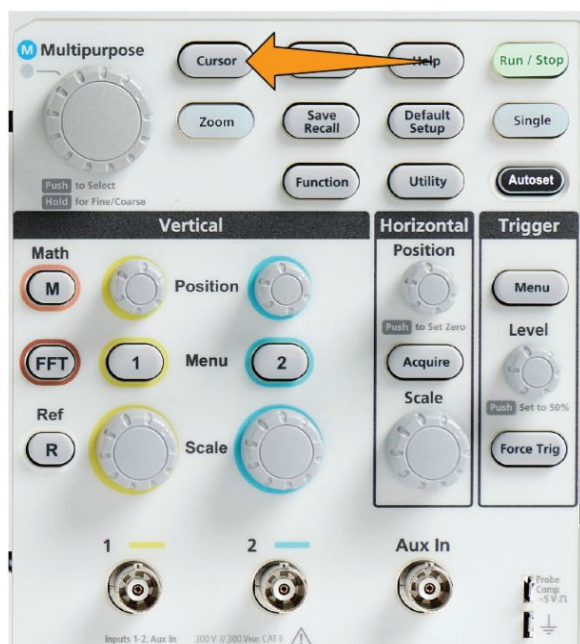 M Multipurpose
Cursor
Help
Run / Stop
Zoom
Save
Recall
Default
Setup
Single
Push to Select
Hold for Fine/Coarse
Function
Utility
Autoset
Vertical
Horizontal
Trigger
Math
M
Position
Position
Push to Set Zero
Menu
FFT
1
Menu
2
Acquire
Level
Push Set to 50%
Ref
R
Scale
Scale
Force Trig
1
2
Aux In
Probe
Comp
~5 V
Inputs 1-2, Aux In 300 V